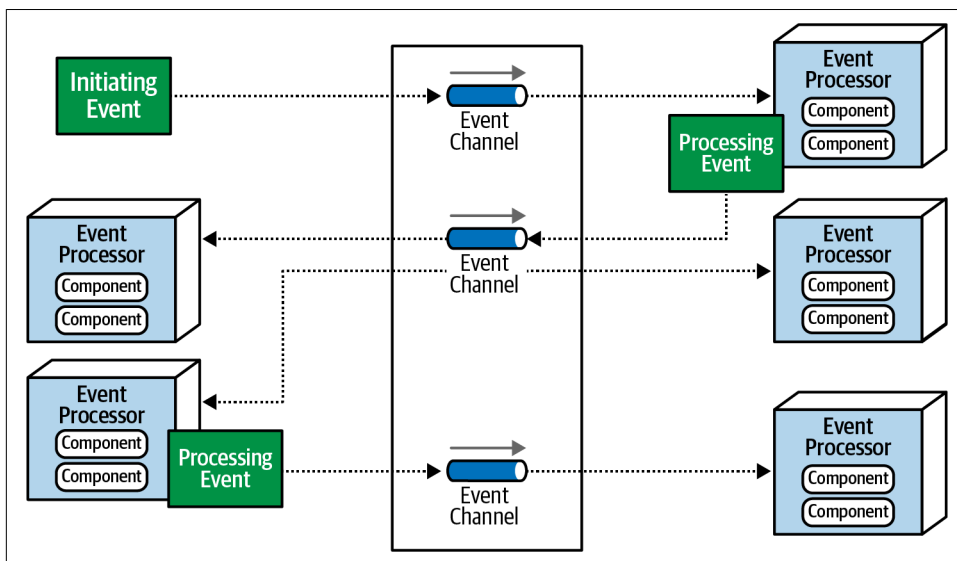 Initiating
Event
Event
Channel
Event
Processor
Component
Component
Processing
Event
Event
Processor
Component
Component
Event
Channel
Event
Processor
Component
Component
Event
Processor
Component
Component
Processing
Event
Event
Channel
Event
Processor
Component
Component